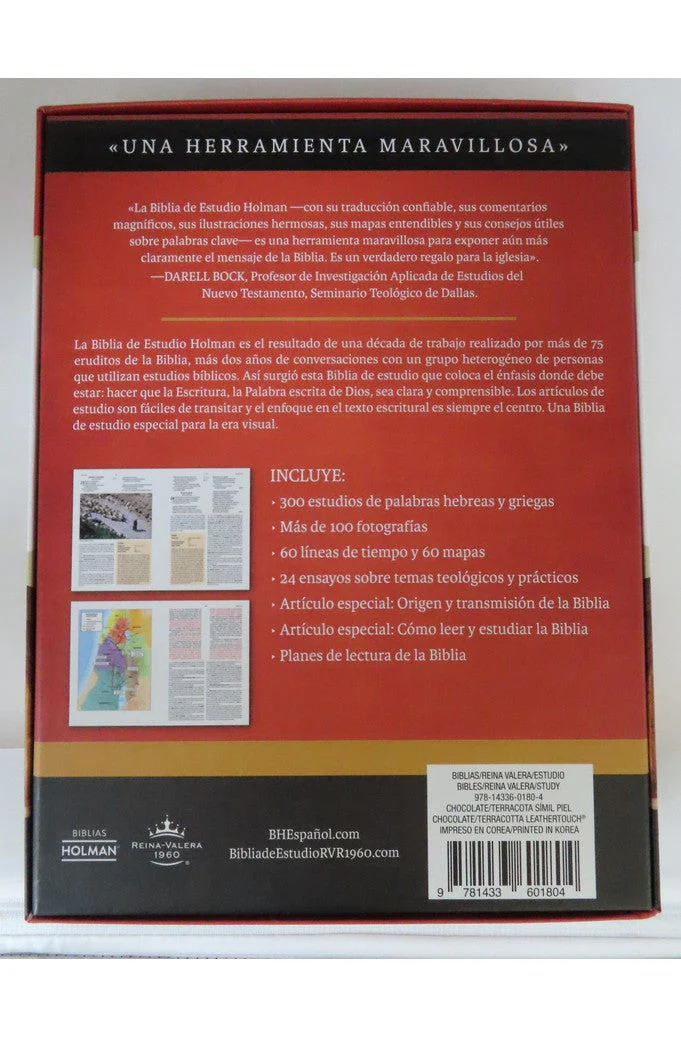 «UNA HERRAMIENTA MARAVILLOSA»
«La Biblia de Estudio Holman —con su traducción confiable, sus comentarios
magníficos, sus ilustraciones hermosas, sus mapas entendibles y sus consejos útiles
sobre palabras clave— es una herramienta maravillosa para exponer aún más
claramente el mensaje de la Biblia. Es un verdadero regalo para la iglesia».
—DARELL BOCK, Profesor de Investigación Aplicada de Estudios del
Nuevo Testamento, Seminario Teológico de Dallas.
La Biblia de Estudio Holman es el resultado de una década de trabajo realizado por más de 75
eruditos de la Biblia, más dos años de conversaciones con un grupo heterogéneo de personas
que utilizan estudios bíblicos. Así surgió esta Biblia de estudio que coloca el énfasis donde debe
estar: hacer que la Escritura, la Palabra escrita de Dios, sea clara y comprensible. Los artículos de
estudio son fáciles de transitar y el enfoque en el texto escritural es siempre el centro. Una Biblia
de estudio especial para la era visual.
INCLUYE:
‣ 300 estudios de palabras hebreas y griegas
‣ Más de 100 fotografías
‣ 60 líneas de tiempo y 60 mapas
‣ 24 ensayos sobre temas teológicos y prácticos
‣ Artículo especial: Origen y transmisión de la Biblia
‣ Artículo especial: Cómo leer y estudiar la Biblia
‣ Planes de lectura de la Biblia
BIBLIAS
HOLMAN
REINA-VALERA
1960
®
BHEspañol.com
BibliadeEstudioRVR1960.com
BIBLIAS/REINA VALERA/ESTUDIO
BIBLES/REINA VALERA/STUDY
978-14336-0180-4
CHOCOLATE/TERRACOTA SÍMIL PIEL
CHOCOLATE/TERRACOTTA LEATHERTOUCH®
IMPRESO EN COREA/PRINTED IN KOREA
9 781433 601804